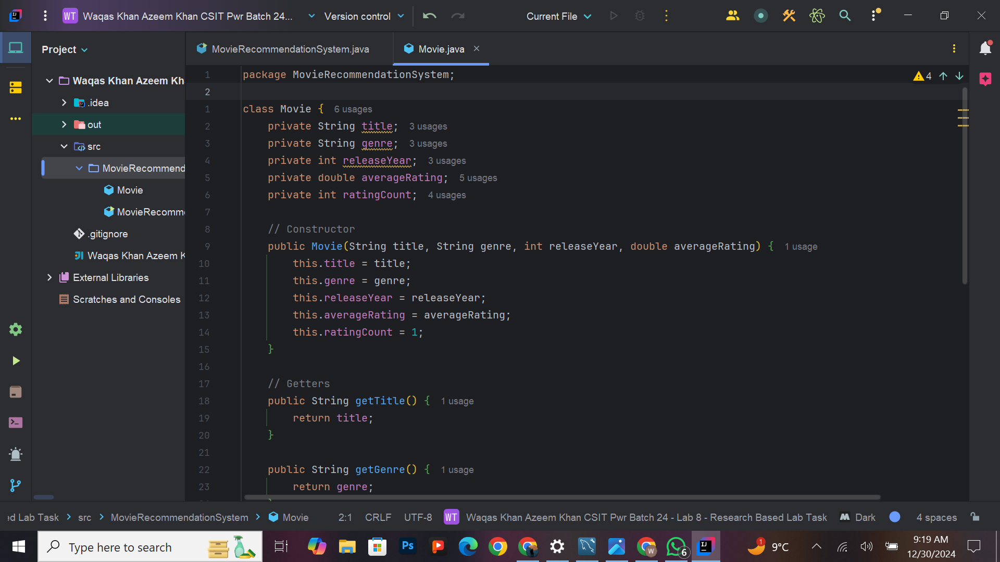 WT Waqas Khan Azeem Khan CSIT Pwr Batch 24... Version control Current File
Project
Waqas Khan Azeem Kh
.idea
out
src
MovieRecommend
Movie
MovieRecomm
.gitignore
Waqas Khan Azeem K
External Libraries
Scratches and Consoles
MovieRecommendationSystem.java Movie.java
4
1 package MovieRecommendationSystem;
2
1 class Movie { 6 usages
2 private String title; 3 usages
3 private String genre; 3 usages
4 private int releaseYear; 3 usages
5 private double averageRating; 5 usages
6 private int ratingCount; 4 usages
7
8 // Constructor
9 public Movie(String title, String genre, int releaseYear, double averageRating) { 1 usage
10 this.title = title;
11 this.genre = genre;
12 this.releaseYear = releaseYear;
13 this.averageRating = averageRating;
14 this.ratingCount = 1;
15 }
16
17 // Getters
18 public String getTitle() { 1 usage
19 return title;
20 }
21
22 public String getGenre() { 1 usage
23 return genre;
ed Lab Task src MovieRecommendationSystem Movie 2:1 CRLF UTF-8 WT Waqas Khan Azeem Khan CSIT Pwr Batch 24 - Lab 8 - Research Based Lab Task Dark 4 spaces
Type here to search
Ps
W
6
IJ
1
9°C
9:19 AM
12/30/2024